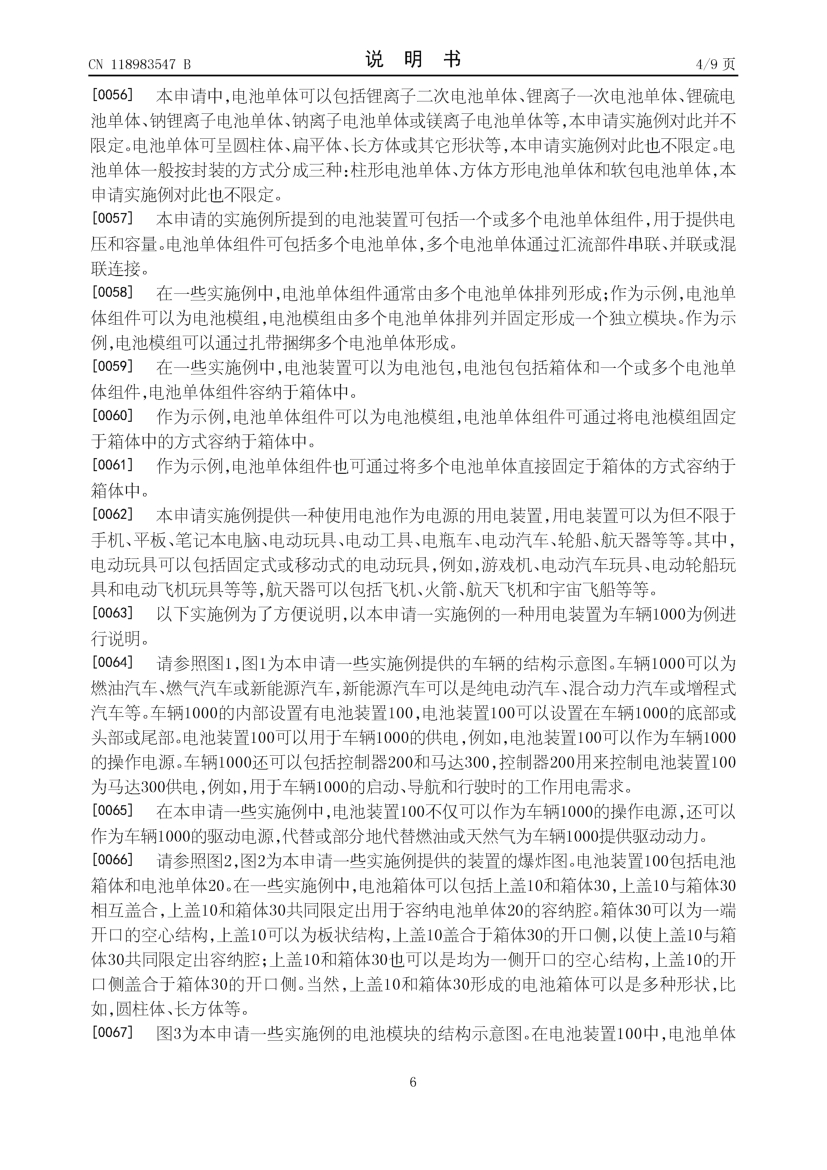 CN 118983547 B
说 明 书
4/9 页
[0056] 本申请中,电池单体可以包括锂离子二次电池单体、锂离子一次电池单体、锂硫电
池单体、钠锂离子电池单体、钠离子电池单体或镁离子电池单体等,本申请实施例对此并不
限定。电池单体可呈圆柱体、扁平体、长方体或其它形状等,本申请实施例对此也不限定。电
池单体一般按封装的方式分成三种:柱形电池单体、方体方形电池单体和软包电池单体,本
申请实施例对此也不限定。
[0057] 本申请的实施例所提到的电池装置可包括一个或多个电池单体组件,用于提供电
压和容量。电池单体组件可包括多个电池单体,多个电池单体通过汇流部件串联、并联或混
联连接。
[0058] 在一些实施例中,电池单体组件通常由多个电池单体排列形成;作为示例,电池单
体组件可以为电池模组,电池模组由多个电池单体排列并固定形成一个独立模块。作为示
例,电池模组可以通过扎带捆绑多个电池单体形成。
[0059] 在一些实施例中,电池装置可以为电池包,电池包包括箱体和一个或多个电池单
体组件,电池单体组件容纳于箱体中。
[0060] 作为示例,电池单体组件可以为电池模组,电池单体组件可通过将电池模组固定
于箱体中的方式容纳于箱体中。
[0061] 作为示例,电池单体组件也可通过将多个电池单体直接固定于箱体的方式容纳于
箱体中。
[0062] 本申请实施例提供一种使用电池作为电源的用电装置,用电装置可以为但不限于
手机、平板、笔记本电脑、电动玩具、电动工具、电瓶车、电动汽车、轮船、航天器等等。其中,
电动玩具可以包括固定式或移动式的电动玩具,例如,游戏机、电动汽车玩具、电动轮船玩
具和电动飞机玩具等等,航天器可以包括飞机、火箭、航天飞机和宇宙飞船等等。
[0063] 以下实施例为了方便说明,以本申请一实施例的一种用电装置为车辆1000为例进
行说明。
[0064] 请参照图1,图1为本申请一些实施例提供的车辆的结构示意图。车辆1000可以为
燃油汽车、燃气汽车或新能源汽车,新能源汽车可以是纯电动汽车、混合动力汽车或增程式
汽车等。车辆1000的内部设置有电池装置100,电池装置100可以设置在车辆1000的底部或
头部或尾部。电池装置100可以用于车辆1000的供电,例如,电池装置100可以作为车辆1000
的操作电源。车辆1000还可以包括控制器200和马达300,控制器200用来控制电池装置100
为马达300供电,例如,用于车辆1000的启动、导航和行驶时的工作用电需求。
[0065] 在本申请一些实施例中,电池装置100不仅可以作为车辆1000的操作电源,还可以
作为车辆1000的驱动电源,代替或部分地代替燃油或天然气为车辆1000提供驱动动力。
[0066] 请参照图2,图2为本申请一些实施例提供的装置的爆炸图。电池装置100包括电池
箱体和电池单体20。在一些实施例中,电池箱体可以包括上盖10和箱体30,上盖10与箱体30
相互盖合,上盖10和箱体30共同限定出用于容纳电池单体20的容纳腔。箱体30可以为一端
开口的空心结构,上盖10可以为板状结构,上盖10盖合于箱体30的开口侧,以使上盖10与箱
体30共同限定出容纳腔;上盖10和箱体30也可以是均为一侧开口的空心结构,上盖10的开
口侧盖合于箱体30的开口侧。当然,上盖10和箱体30形成的电池箱体可以是多种形状,比
如,圆柱体、长方体等。
[0067] 图3为本申请一些实施例的电池模块的结构示意图。在电池装置100中,电池单体
6